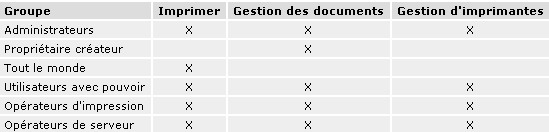 Groupe Imprimer Gestion des documents Gestion d'imprimantes
Administrateurs X X X
Propriétaire créateur X
Tout le monde X
Utilisateurs avec pouvoir X X X
Opérateurs d'impression X X X
Opérateurs de serveur X X X